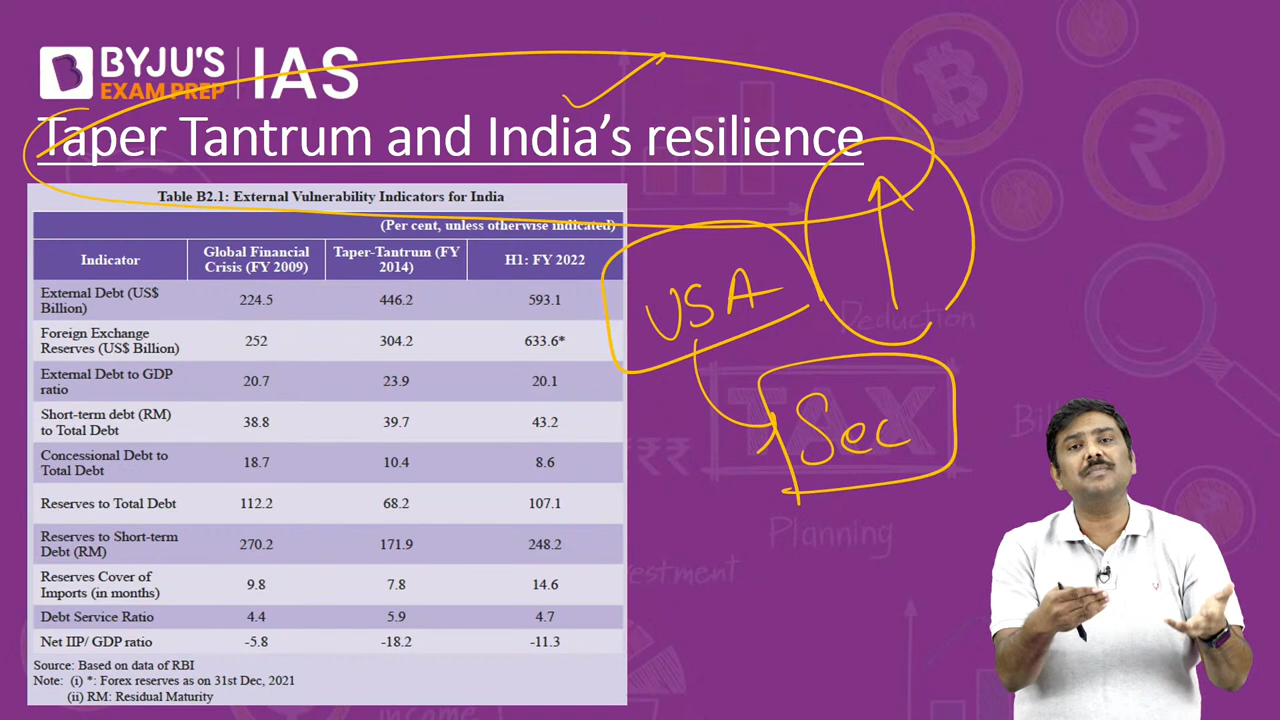 BYJU'S
EXAM PREP
IAS
Taper Tantrum and India's resilience
Table B2.1: External Vulnerability Indicators for India
(Per cent, unless otherwise indicated)
Indicator Global Financial Crisis (FY 2009) Taper-Tantrum (FY 2014) H1: FY 2022
External Debt (US$ Billion) 224.5 446.2 593.1
Foreign Exchange Reserves (US$ Billion) 252 304.2 633.6*
External Debt to GDP ratio 20.7 23.9 20.1
Short-term debt (RM) to Total Debt 38.8 39.7 43.2
Concessional Debt to Total Debt 18.7 10.4 8.6
Reserves to Total Debt 112.2 68.2 107.1
Reserves to Short-term Debt (RM) 270.2 171.9 248.2
Reserves Cover of Imports (in months) 9.8 7.8 14.6
Debt Service Ratio 4.4 5.9 4.7
Net IIP/ GDP ratio -5.8 -18.2 -11.3
Source: Based on data of RBI
Note: (i) *: Forex reserves as on 31st Dec, 2021
(ii) RM: Residual Maturity
USA
Sec
Deduction
TAX
Planning